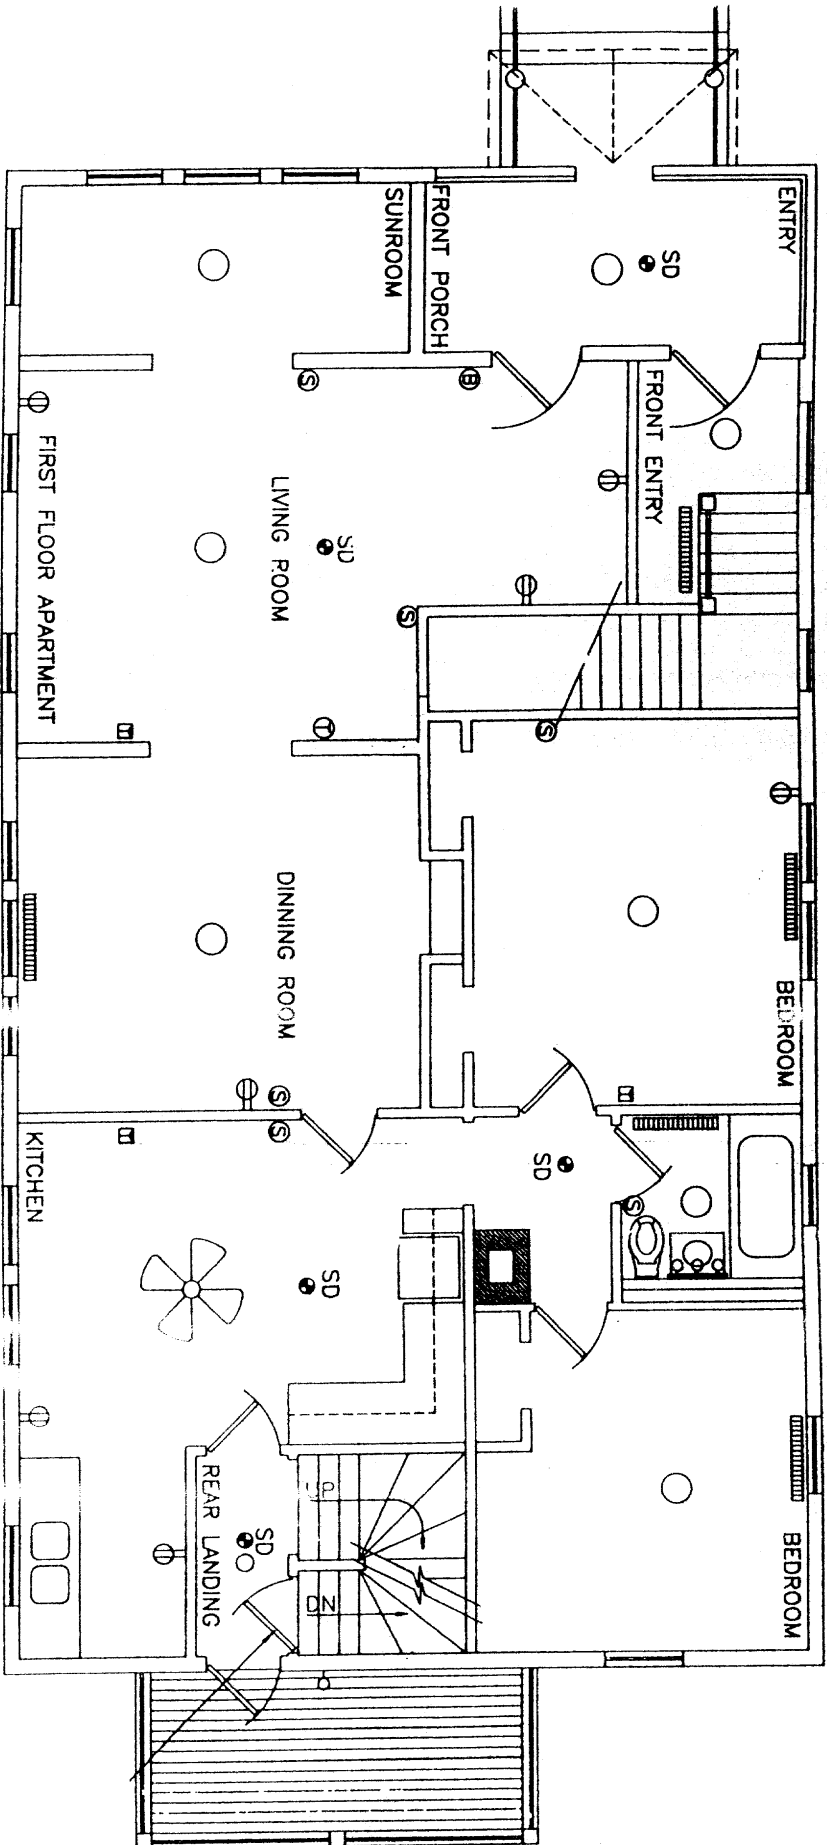 ENTRY
SD
FRONT PORCH
SUNROOM
FRONT ENTRY
B
S
LIVING ROOM
SD
FIRST FLOOR APARTMENT
S
S
T
H
DINNING ROOM
BEDROOM
H
S
S
H
KITCHEN
SD
S
SD
REAR LANDING
SD
UP
DN
BEDROOM